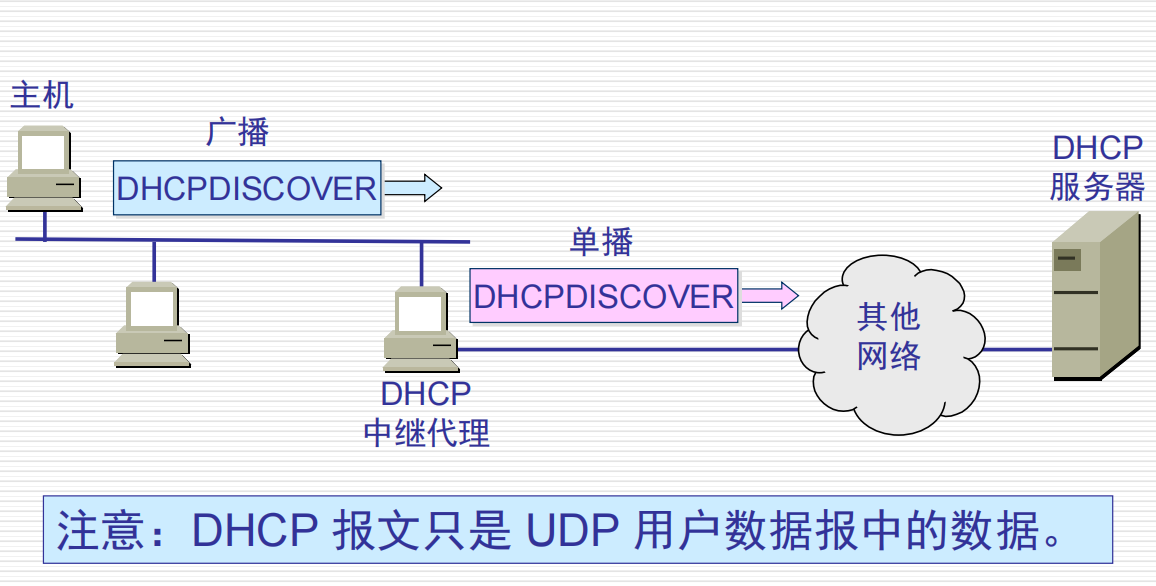 主机
广播
DHCPDISCOVER
DHCP
服务器
单播
DHCPDISCOVER
其他
网络
DHCP
中继代理
注意：DHCP 报文只是 UDP 用户数据报中的数据。